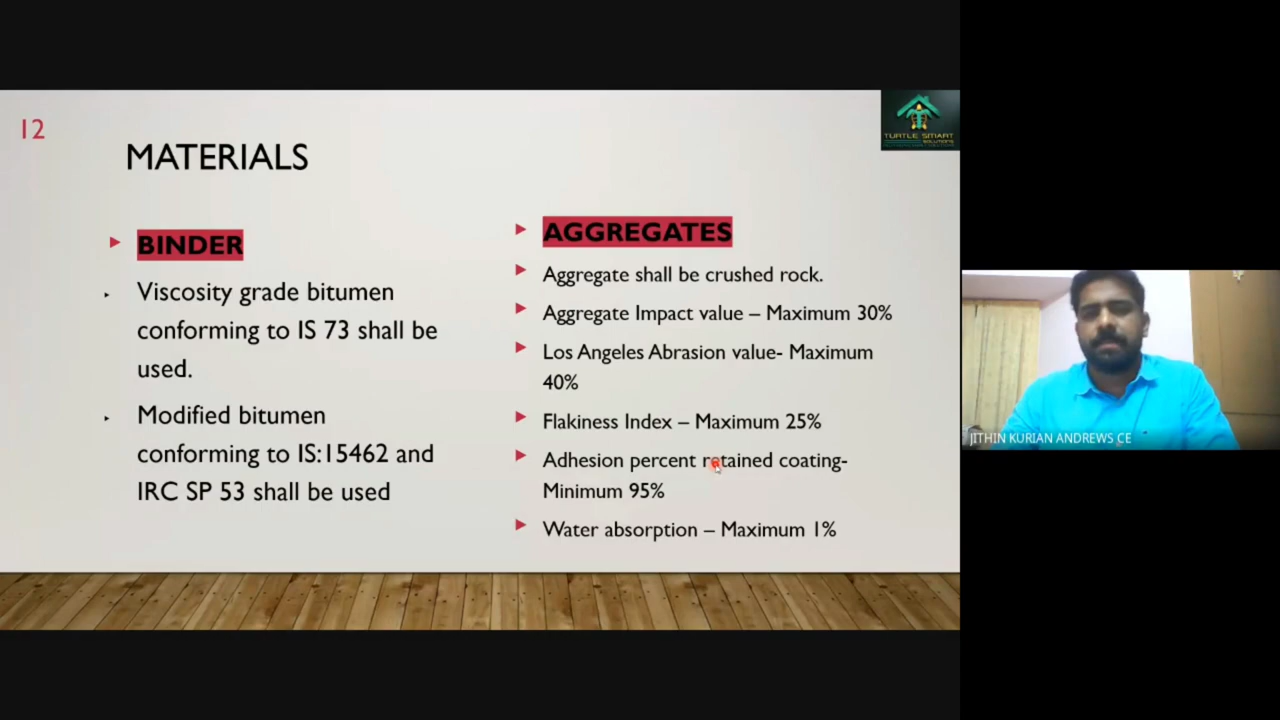 12
TURTLE SMART
SOLUTIONS
MATERIALS
BINDER
Viscosity grade bitumen
conforming to IS 73 shall be
used.
Modified bitumen
conforming to IS:15462 and
IRC SP 53 shall be used
AGGREGATES
Aggregate shall be crushed rock.
Aggregate Impact value – Maximum 30%
Los Angeles Abrasion value- Maximum
40%
Flakiness Index – Maximum 25%
Adhesion percent retained coating-
Minimum 95%
Water absorption – Maximum 1%
JITHIN KURIAN ANDREWS CE